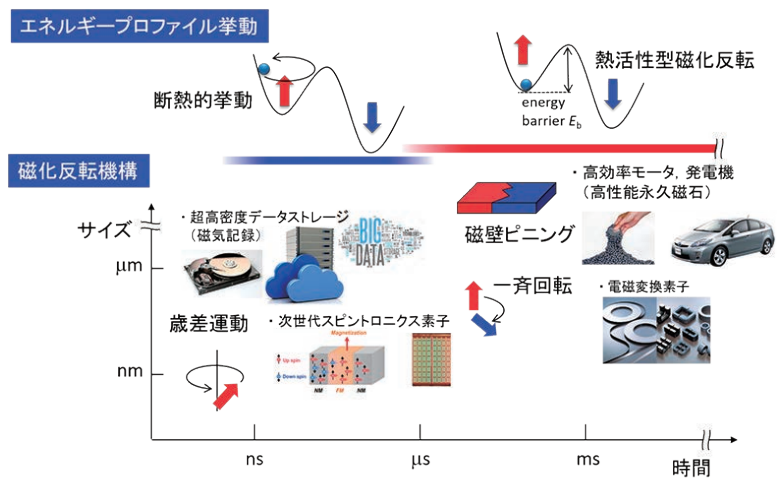 エネルギープロファイル挙動
断熱的挙動
熱活性型磁化反転
energy
barrier Eb
磁化反転機構
・高効率モータ，発電機
（高性能永久磁石）
サイズ
・超高密度データストレージ
（磁気記録）
BIG
DATA
磁壁ピニング
μm
一斉回転
・電磁変換素子
歳差運動
・次世代スピントロニクス素子
Magnetization
Up spin
Down spin
NM FM NM
nm
ns
μs
ms
時間